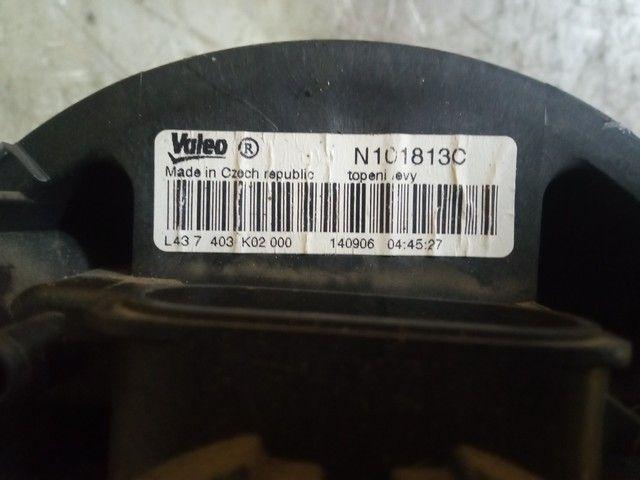 Valeo ® N101813C
Made in Czech republic topeni levy
L43 7 403 K02 000 140906 04:45:27